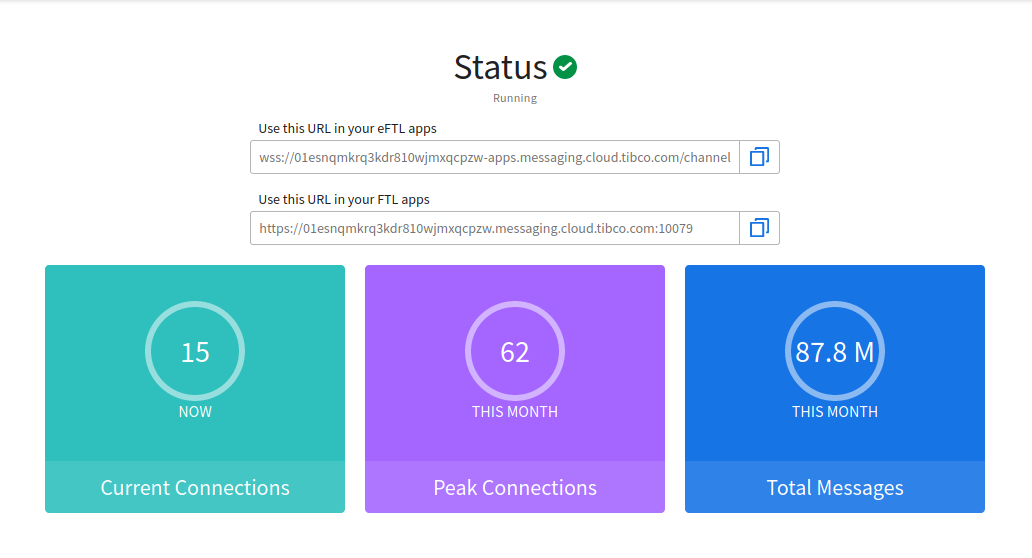 Status
Running
Use this URL in your eFTL apps
wss://01esnqmkrq3kdr810wjmxqcpzw-apps.messaging.cloud.tibco.com/channel
Use this URL in your FTL apps
https://01esnqmkrq3kdr810wjmxqcpzw.messaging.cloud.tibco.com:10079
15
NOW
Current Connections
62
THIS MONTH
Peak Connections
87.8 M
THIS MONTH
Total Messages